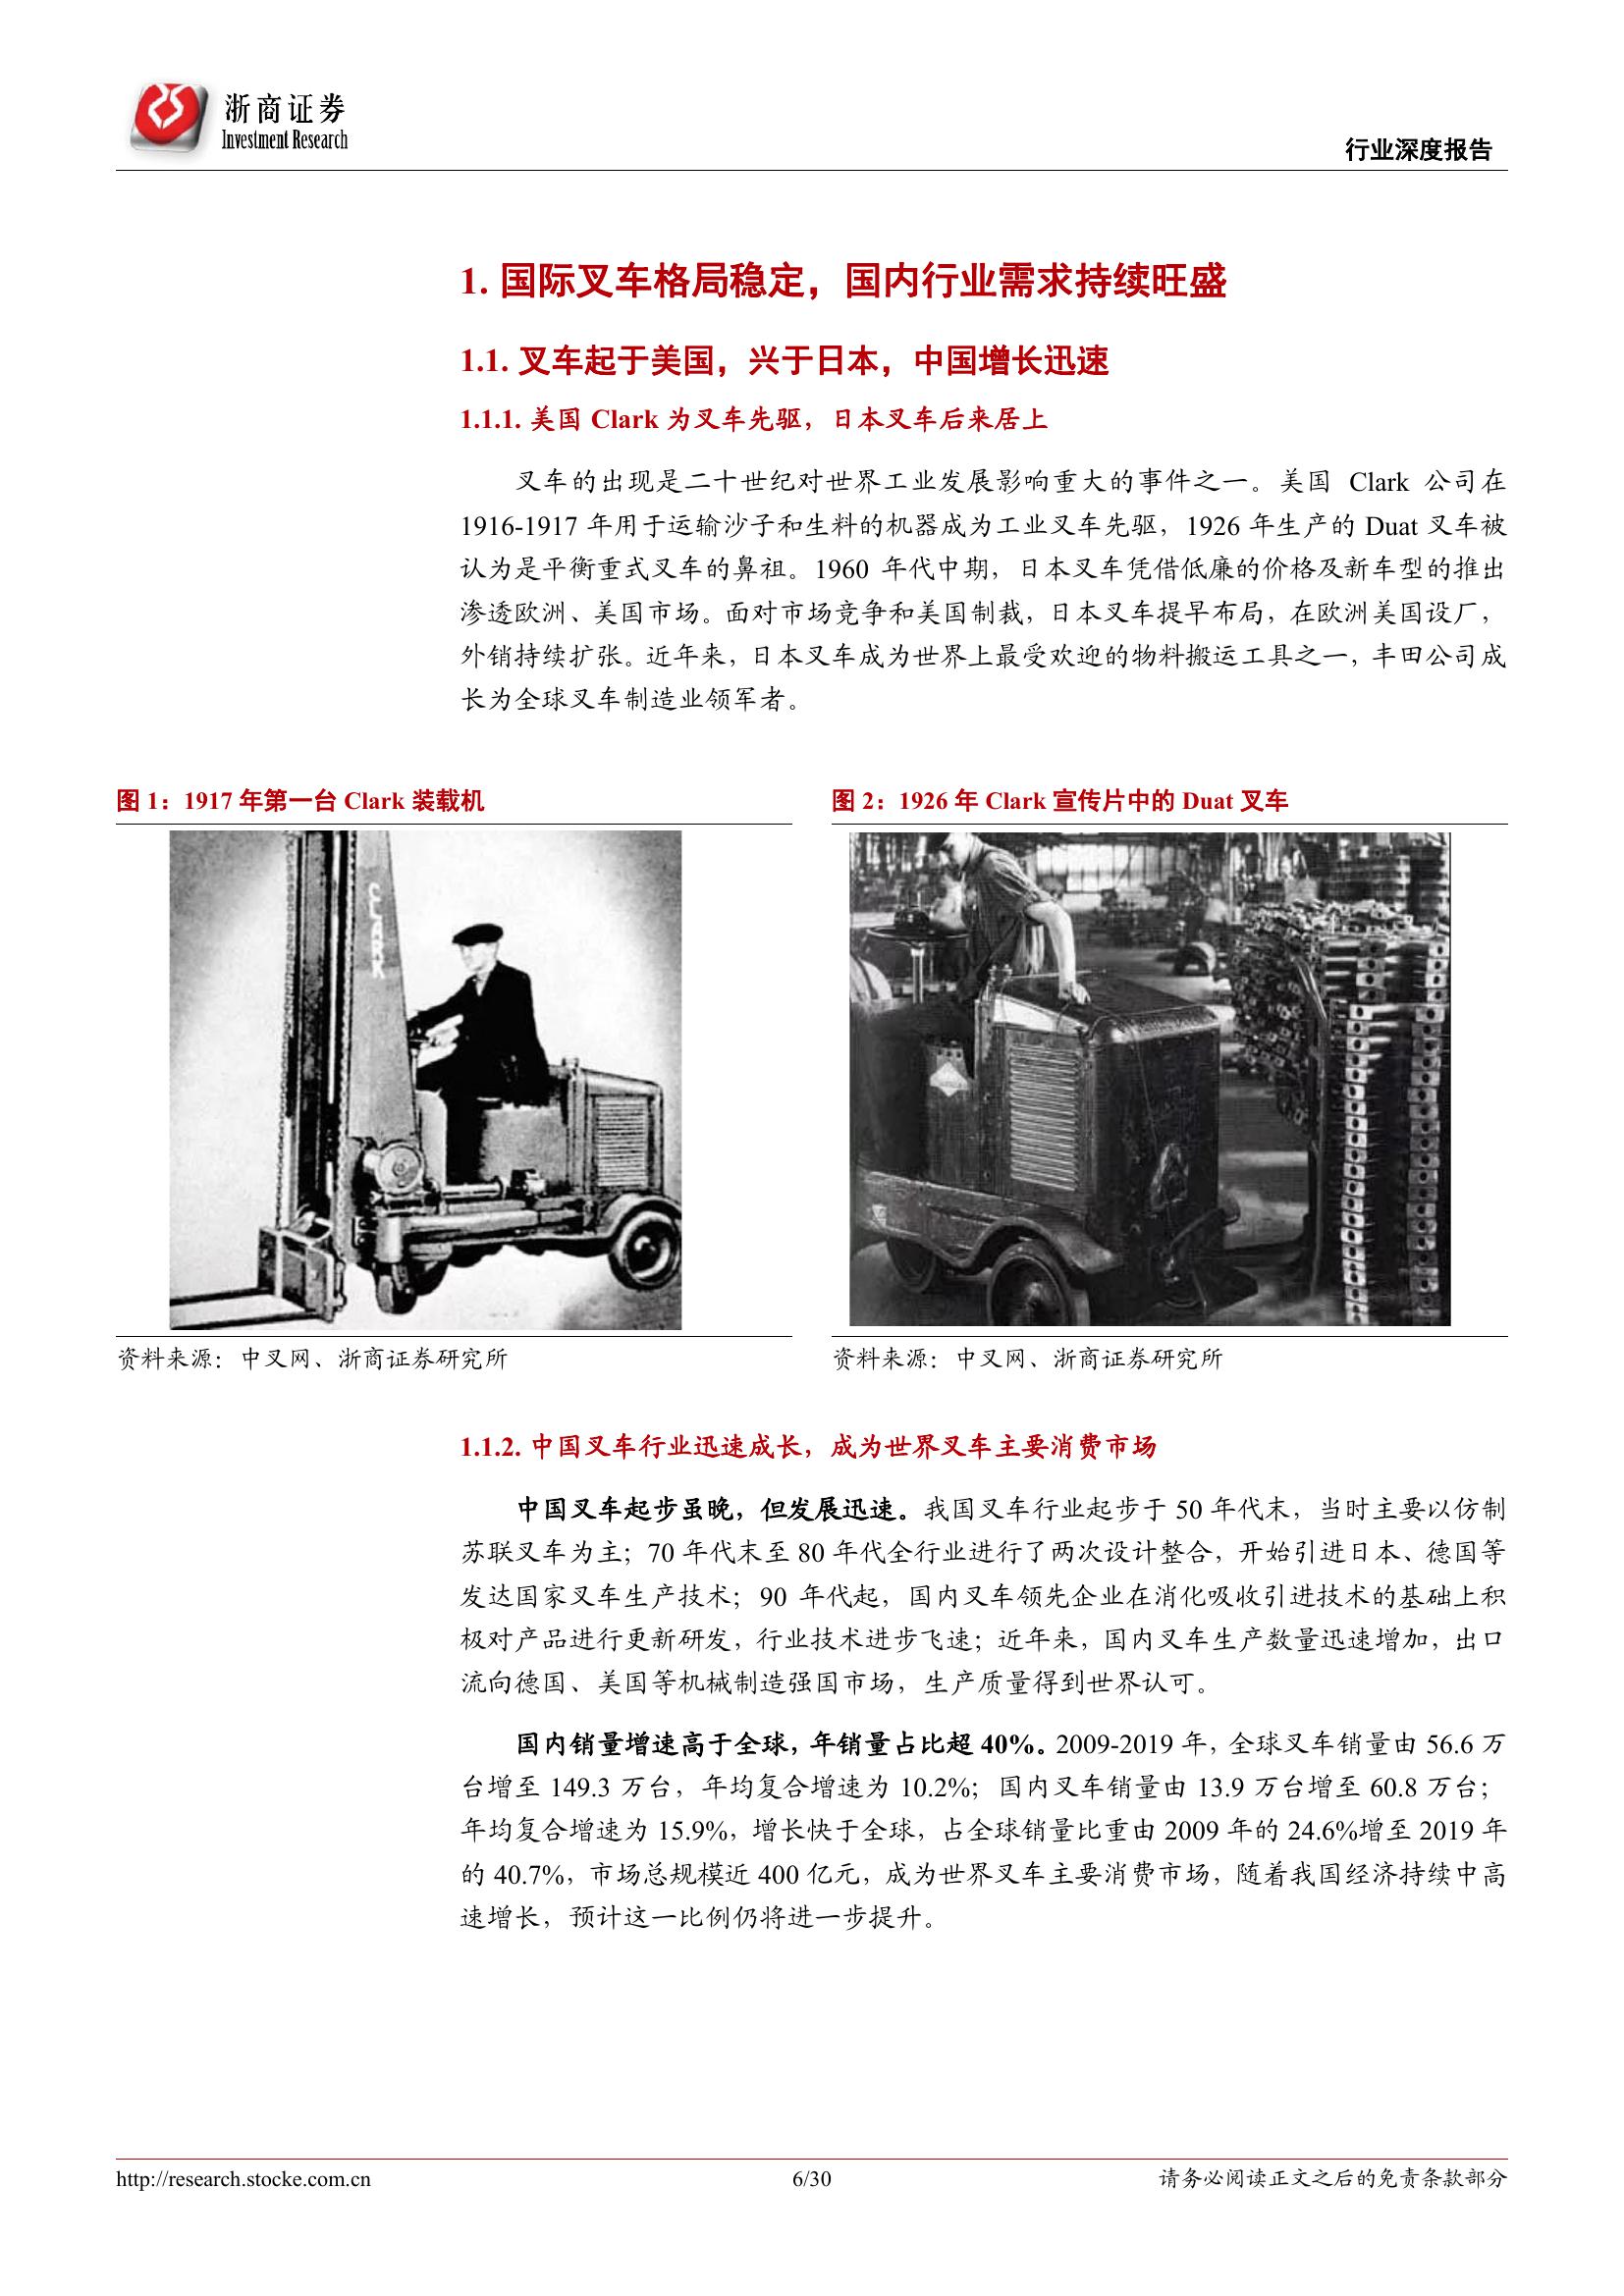 浙商证券
Investment Research
行业深度报告
1. 国际叉车格局稳定，国内行业需求持续旺盛
1.1. 叉车起于美国，兴于日本，中国增长迅速
1.1.1. 美国 Clark 为叉车先驱，日本叉车后来居上
叉车的出现是二十世纪对世界工业发展影响重大的事件之一。美国 Clark 公司在
1916-1917 年用于运输沙子和生料的机器成为工业叉车先驱，1926 年生产的 Duat 叉车被
认为是平衡重式叉车的鼻祖。1960 年代中期，日本叉车凭借低廉的价格及新车型的推出
渗透欧洲、美国市场。面对市场竞争和美国制裁，日本叉车提早布局，在欧洲美国设厂，
外销持续扩张。近年来，日本叉车成为世界上最受欢迎的物料搬运工具之一，丰田公司成
长为全球叉车制造业领军者。
图 1：1917 年第一台 Clark 装载机
图 2：1926 年 Clark 宣传片中的 Duat 叉车
CLARK
资料来源：中叉网、浙商证券研究所
资料来源：中叉网、浙商证券研究所
1.1.2. 中国叉车行业迅速成长，成为世界叉车主要消费市场
中国叉车起步虽晚，但发展迅速。我国叉车行业起步于 50 年代末，当时主要以仿制
苏联叉车为主；70 年代末至 80 年代全行业进行了两次设计整合，开始引进日本、德国等
发达国家叉车生产技术；90 年代起，国内叉车领先企业在消化吸收引进技术的基础上积
极对产品进行更新研发，行业技术进步飞速；近年来，国内叉车生产数量迅速增加，出口
流向德国、美国等机械制造强国市场，生产质量得到世界认可。
国内销量增速高于全球，年销量占比超 40%。2009-2019 年，全球叉车销量由 56.6 万
台增至 149.3 万台，年均复合增速为 10.2%；国内叉车销量由 13.9 万台增至 60.8 万台；
年均复合增速为 15.9%，增长快于全球，占全球销量比重由 2009 年的 24.6%增至 2019 年
的 40.7%，市场总规模近 400 亿元，成为世界叉车主要消费市场，随着我国经济持续中高
速增长，预计这一比例仍将进一步提升。
http://research.stocke.com.cn
6/30
请务必阅读正文之后的免责条款部分